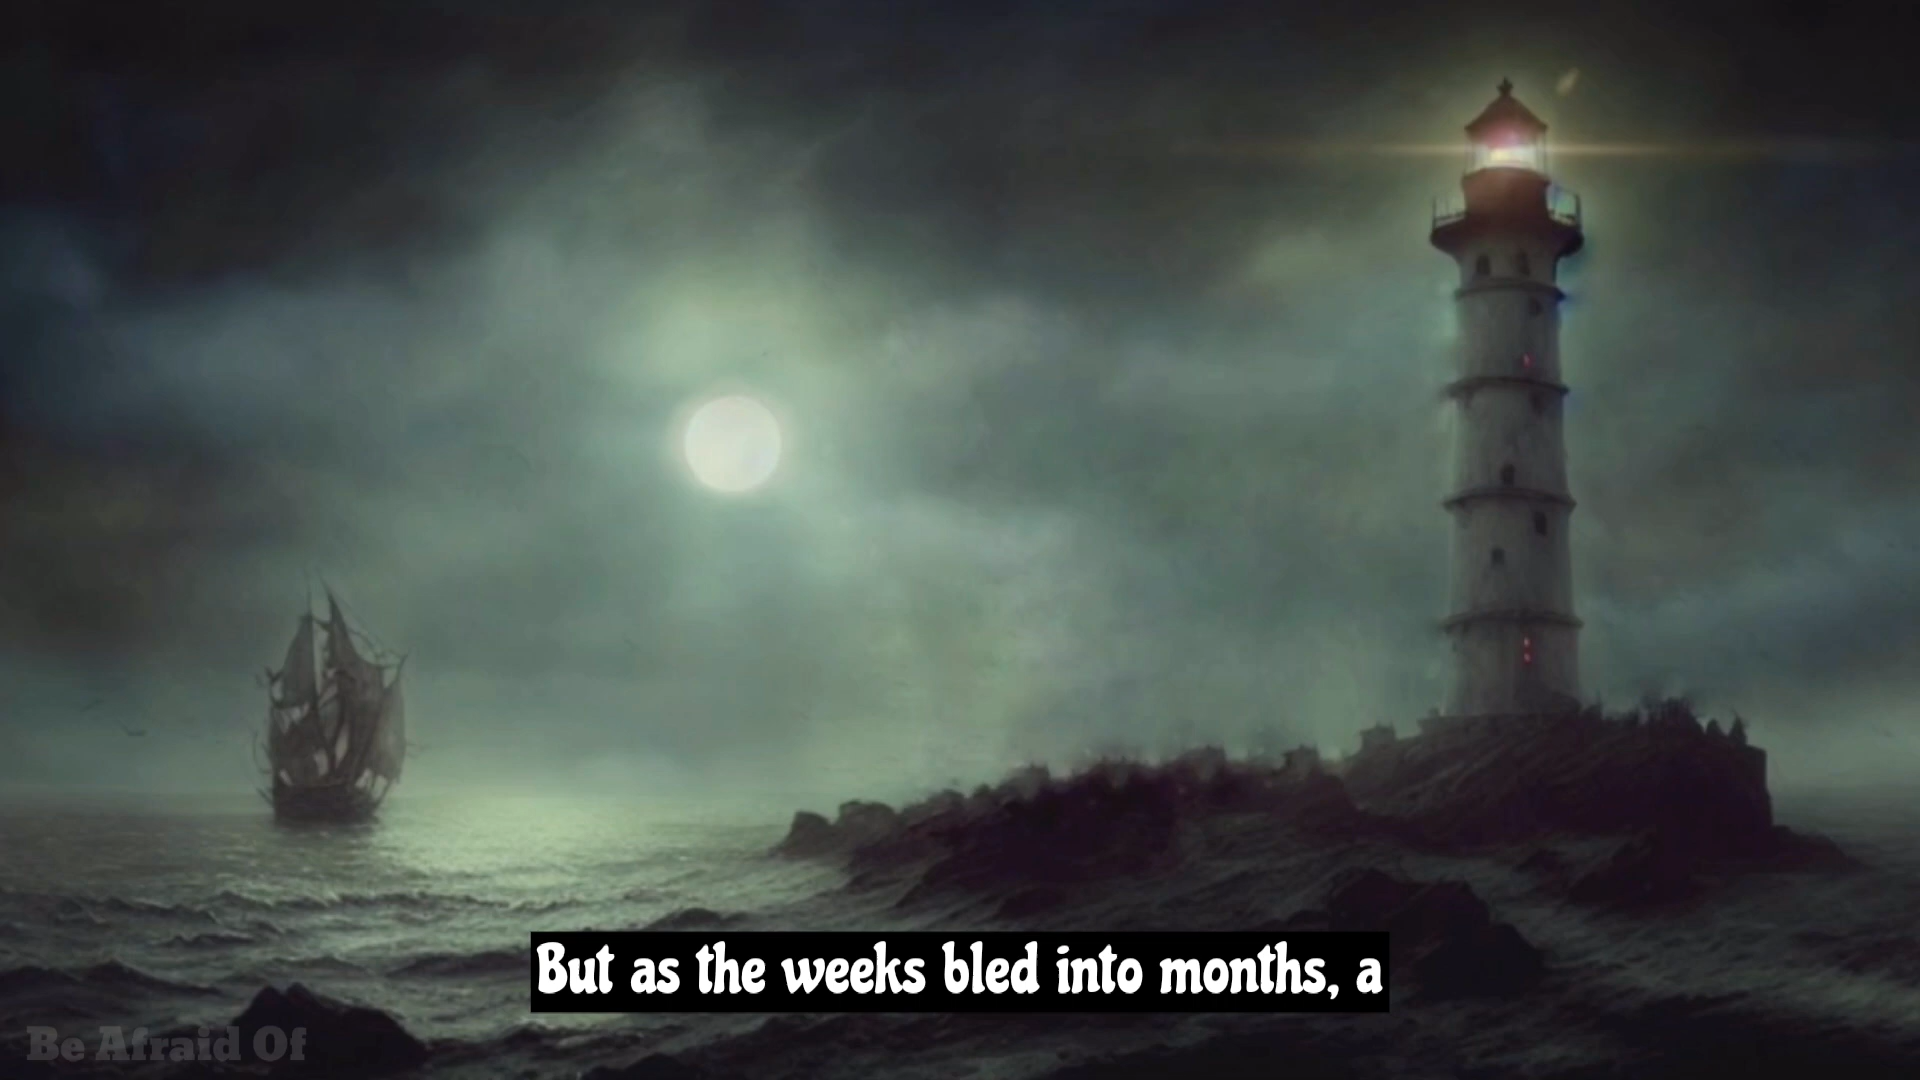 But as the weeks bled into months, a
Be Afraid Of